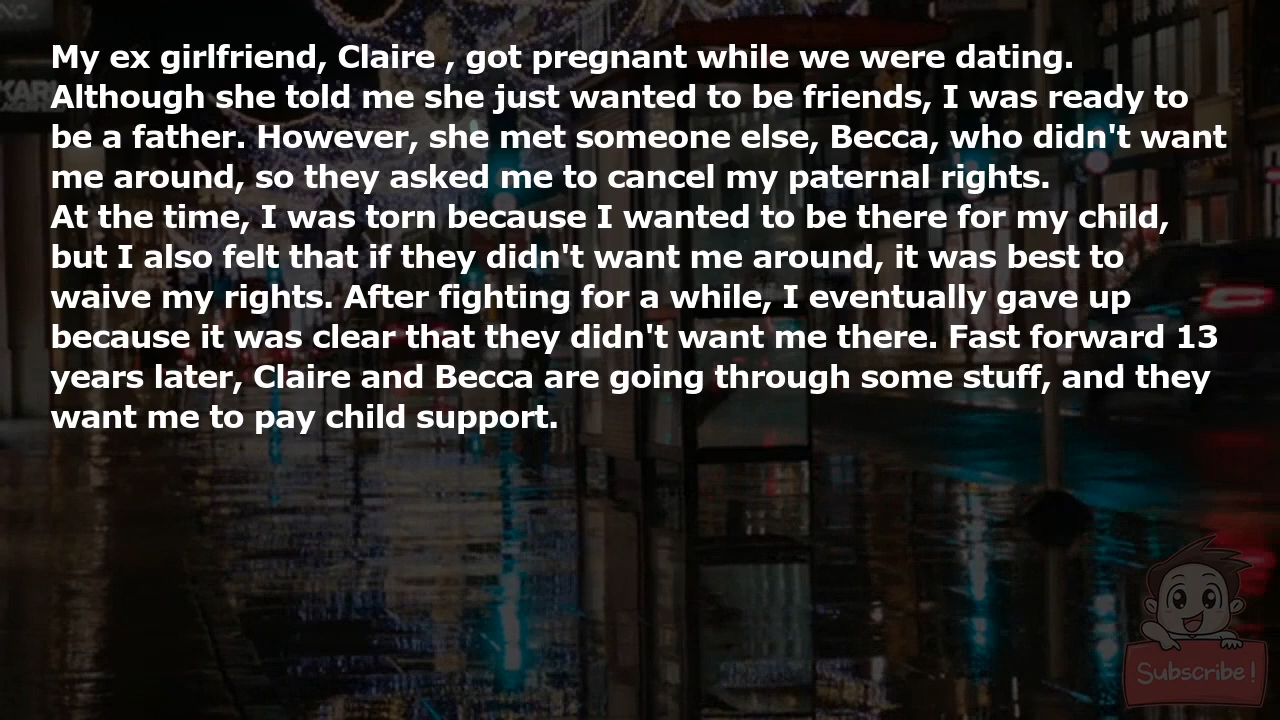 NO...
KAR
My ex girlfriend, Claire , got pregnant while we were dating.
Although she told me she just wanted to be friends, I was ready to
be a father. However, she met someone else, Becca, who didn't want
me around, so they asked me to cancel my paternal rights.
At the time, I was torn because I wanted to be there for my child,
but I also felt that if they didn't want me around, it was best to
waive my rights. After fighting for a while, I eventually gave up
because it was clear that they didn't want me there. Fast forward 13
years later, Claire and Becca are going through some stuff, and they
want me to pay child support.
Subscribe!